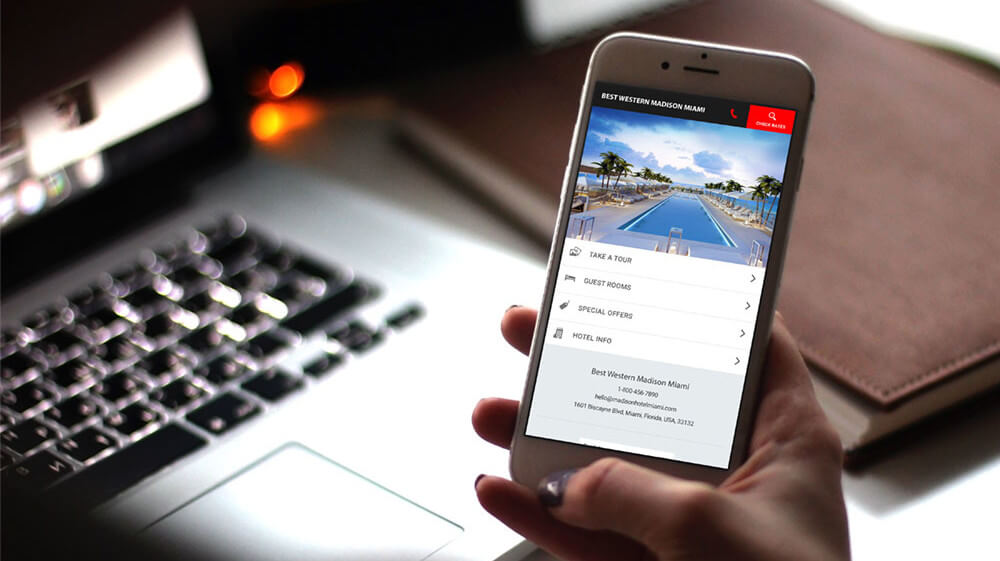 BEST WESTERN MADISON MIAMI
CHECK RATES
TAKE A TOUR
GUEST ROOMS
SPECIAL OFFERS
HOTEL INFO
Best Western Madison Miami
1-800-456-7890
hello@madisonhotelmiami.com
1601 Biscayne Blvd, Miami, Florida, USA, 33132